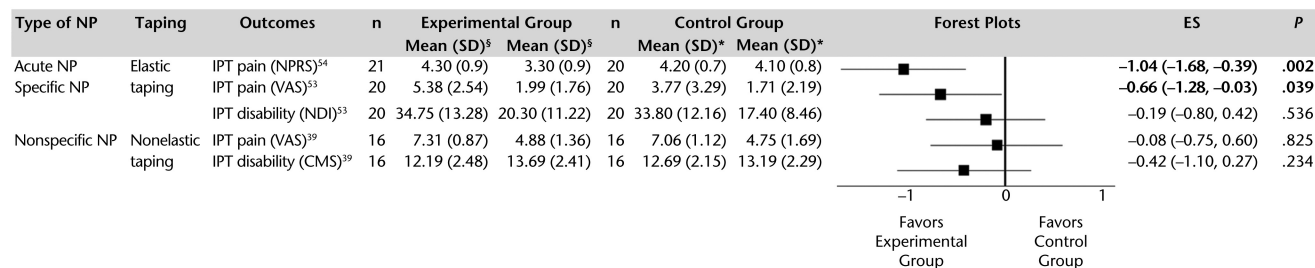 Type of NP Taping Outcomes n Experimental Group n Control Group Forest Plots ES P
Mean (SD)§ Mean (SD)§ Mean (SD)* Mean (SD)*
Acute NP Elastic IPT pain (NPRS)54 21 4.30 (0.9) 3.30 (0.9) 20 4.20 (0.7) 4.10 (0.8) –1.04 (–1.68, –0.39) .002
Specific NP taping IPT pain (VAS)53 20 5.38 (2.54) 1.99 (1.76) 20 3.77 (3.29) 1.71 (2.19) –0.66 (–1.28, –0.03) .039
IPT disability (NDI)53 20 34.75 (13.28) 20.30 (11.22) 20 33.80 (12.16) 17.40 (8.46) –0.19 (–0.80, 0.42) .536
Nonspecific NP Nonelastic IPT pain (VAS)39 16 7.31 (0.87) 4.88 (1.36) 16 7.06 (1.12) 4.75 (1.69) –0.08 (–0.75, 0.60) .825
taping IPT disability (CMS)39 16 12.19 (2.48) 13.69 (2.41) 16 12.69 (2.15) 13.19 (2.29) –0.42 (–1.10, 0.27) .234
–1 0 1
Favors Favors
Experimental Control
Group Group